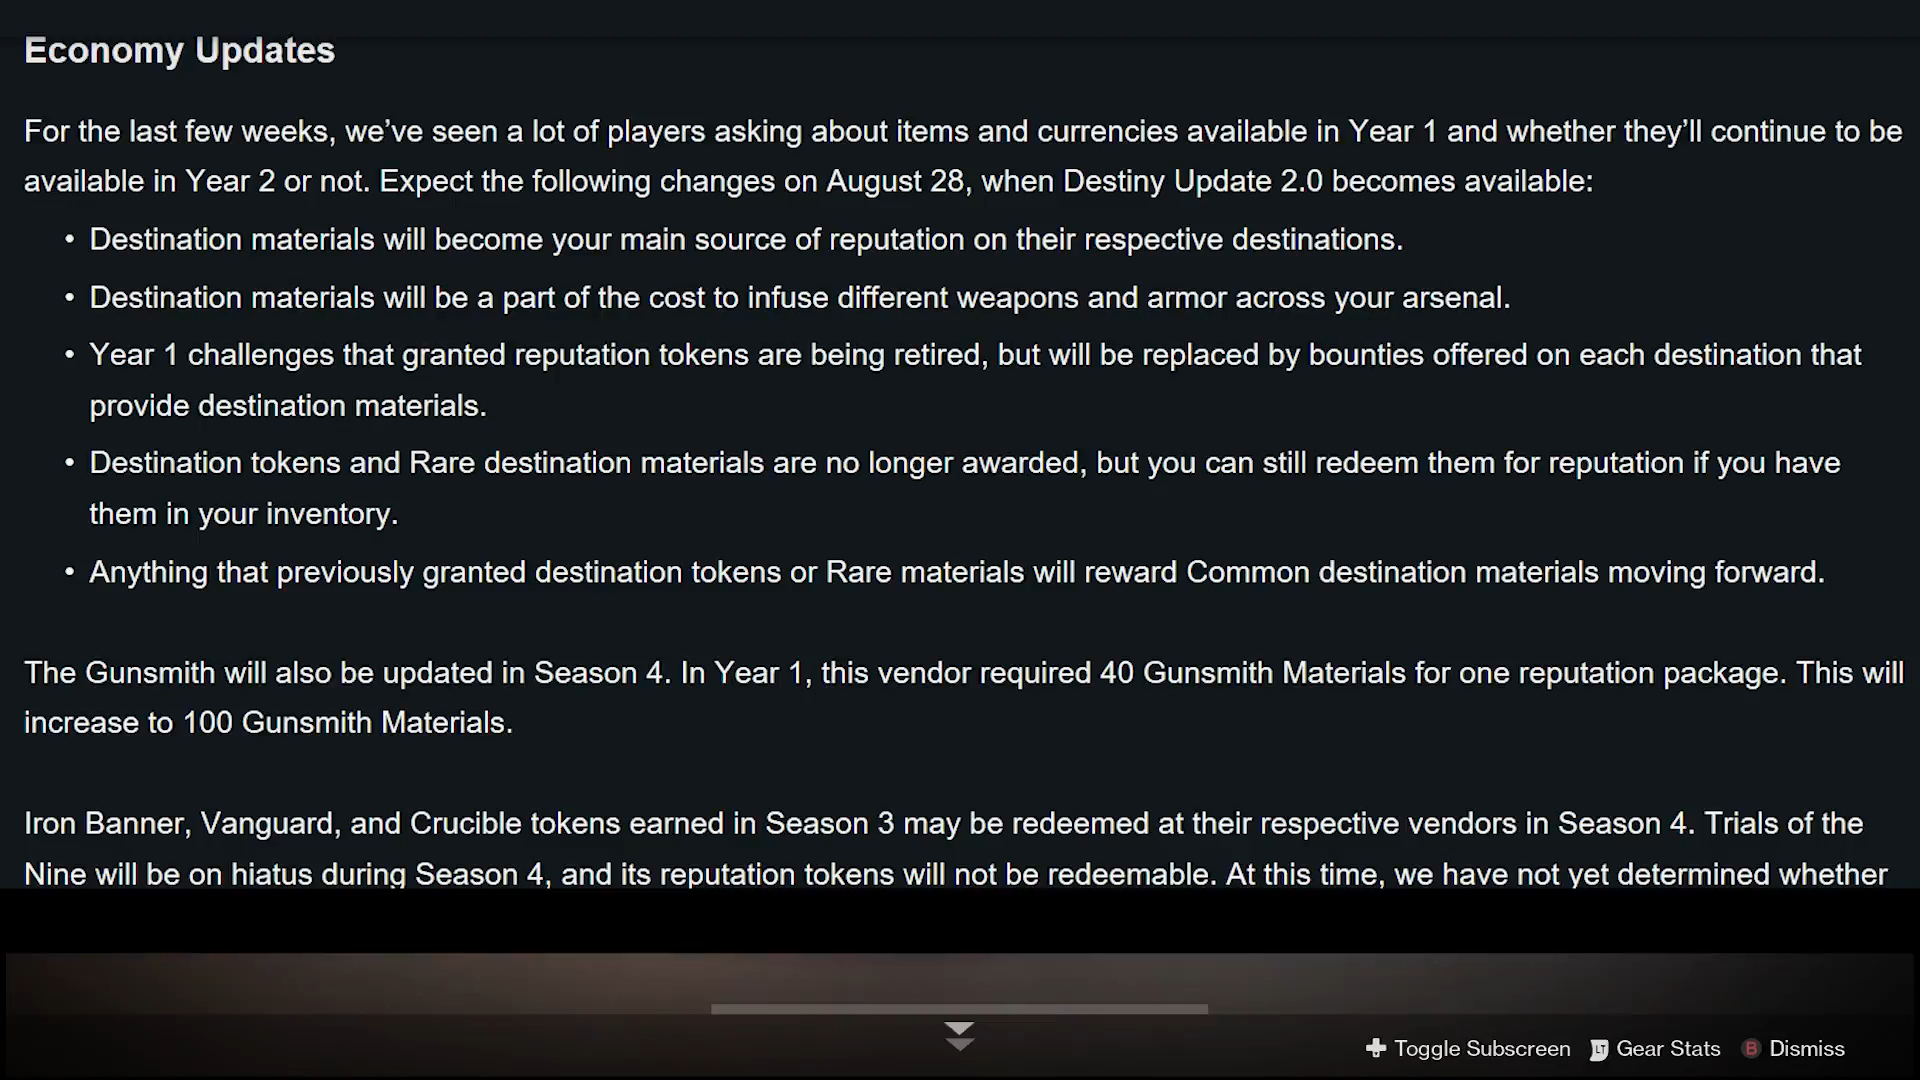 Economy Updates
For the last few weeks, we’ve seen a lot of players asking about items and currencies available in Year 1 and whether they’ll continue to be
available in Year 2 or not. Expect the following changes on August 28, when Destiny Update 2.0 becomes available:
• Destination materials will become your main source of reputation on their respective destinations.
• Destination materials will be a part of the cost to infuse different weapons and armor across your arsenal.
• Year 1 challenges that granted reputation tokens are being retired, but will be replaced by bounties offered on each destination that
provide destination materials.
• Destination tokens and Rare destination materials are no longer awarded, but you can still redeem them for reputation if you have
them in your inventory.
• Anything that previously granted destination tokens or Rare materials will reward Common destination materials moving forward.
The Gunsmith will also be updated in Season 4. In Year 1, this vendor required 40 Gunsmith Materials for one reputation package. This will
increase to 100 Gunsmith Materials.
Iron Banner, Vanguard, and Crucible tokens earned in Season 3 may be redeemed at their respective vendors in Season 4. Trials of the
Nine will be on hiatus during Season 4, and its reputation tokens will not be redeemable. At this time, we have not yet determined whether
Toggle Subscreen LT Gear Stats B Dismiss